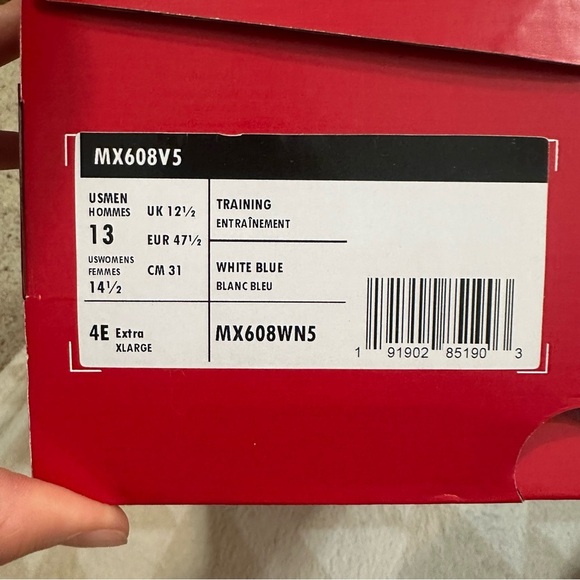 MX608V5
USMEN
HOMMES
13
USWOMENS
FEMMES
14½
UK 12½
EUR 47½
CM 31
TRAINING
ENTRAÎNEMENT
WHITE BLUE
BLANC BLEU
4E Extra
XLARGE
MX608WN5
1 91902 85190 3